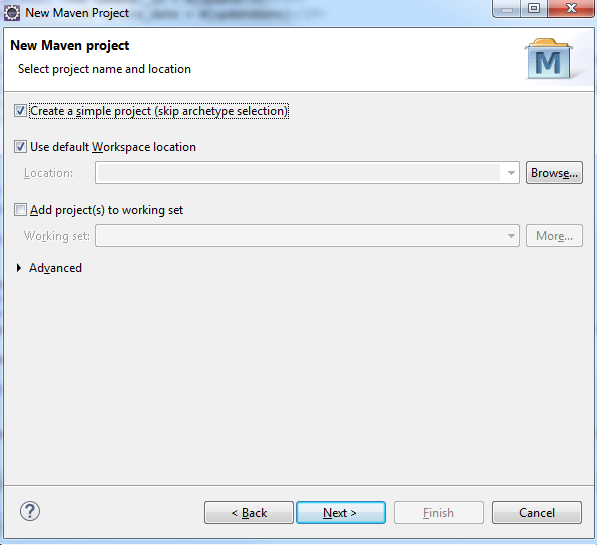 New Maven Project
New Maven project
Select project name and location
M
Create a simple project (skip archetype selection)
Use default Workspace location
Location:
Browse...
Add project(s) to working set
Working set:
More...
Advanced
?
< Back
Next >
Finish
Cancel